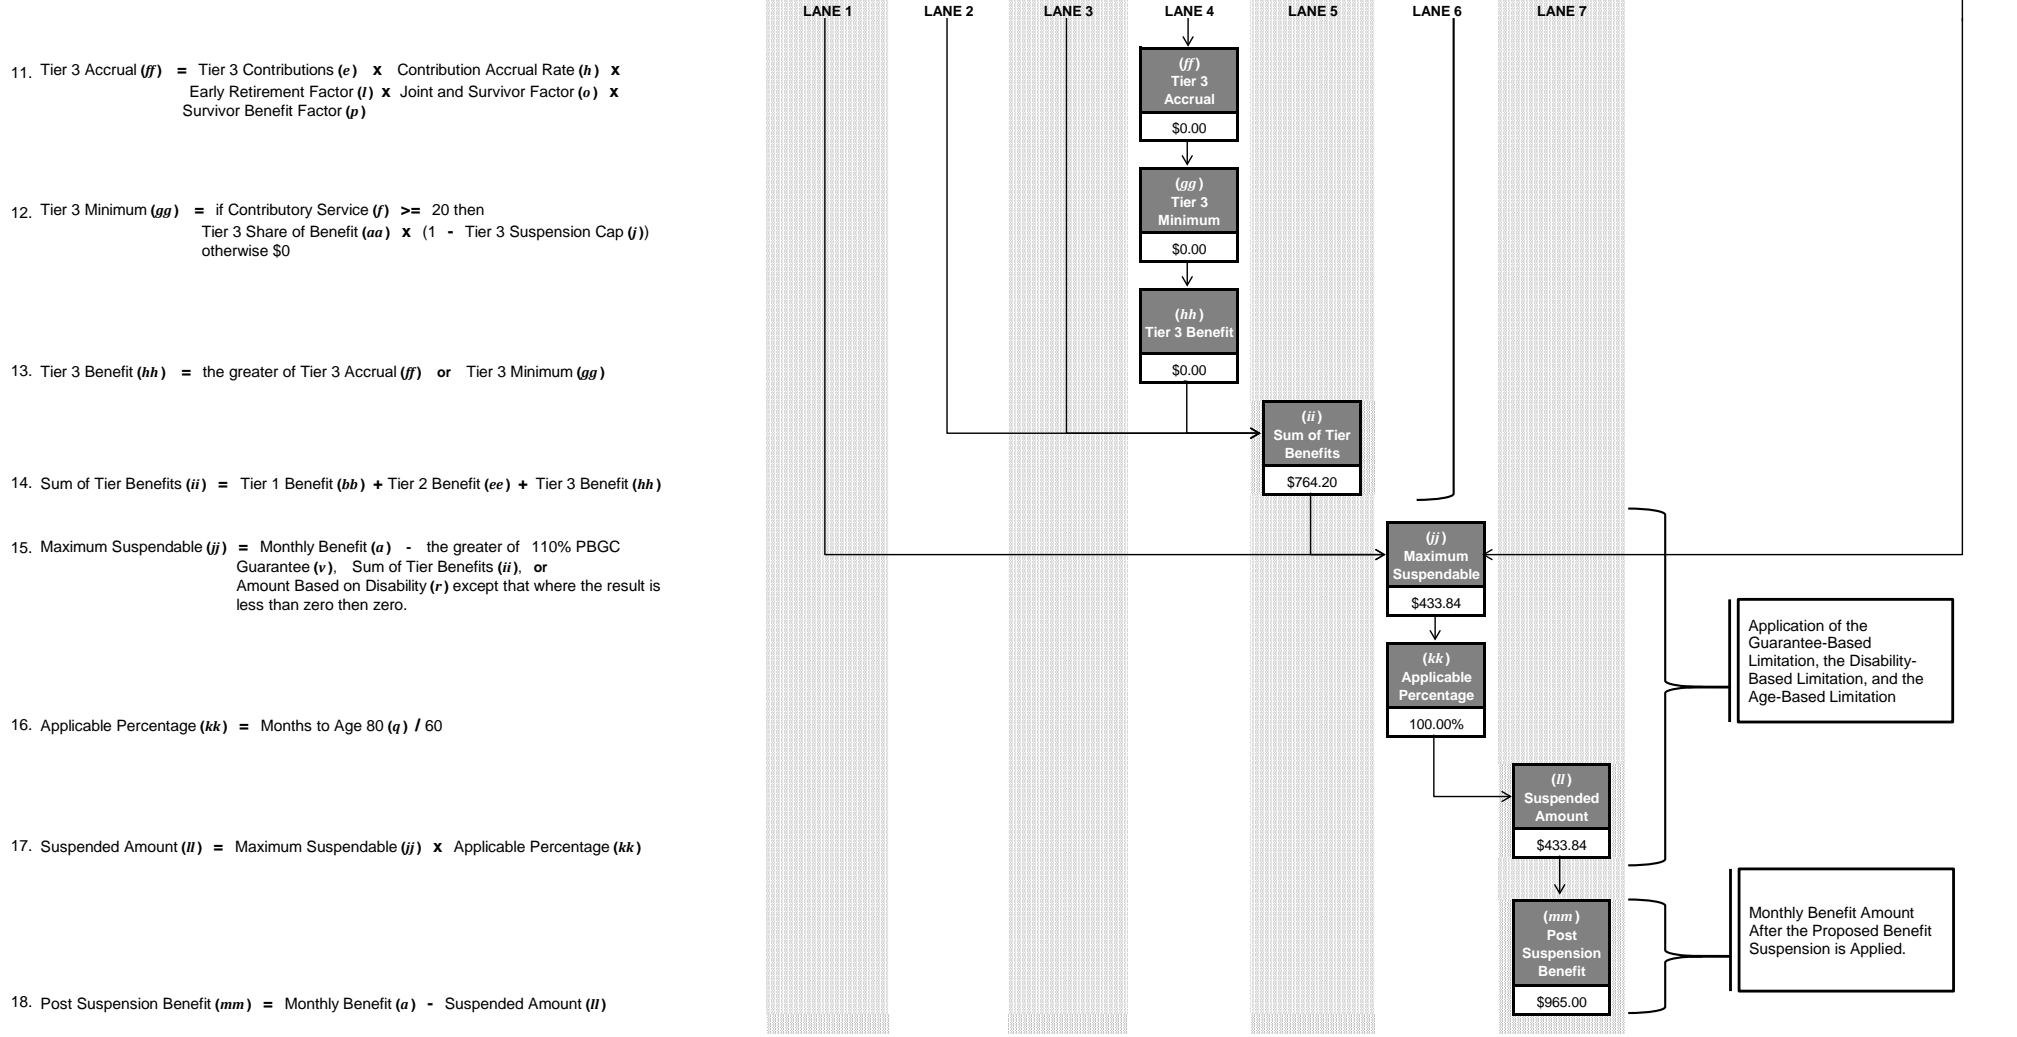 LANE 1 LANE 2 LANE 3 LANE 4 LANE 5 LANE 6 LANE 7
11. Tier 3 Accrual (ff) = Tier 3 Contributions (e) x Contribution Accrual Rate (h) x
Early Retirement Factor (l) x Joint and Survivor Factor (o) x
Survivor Benefit Factor (p)
(ff)
Tier 3
Accrual
$0.00
12. Tier 3 Minimum (gg) = if Contributory Service (f) >= 20 then
Tier 3 Share of Benefit (aa) x (1 - Tier 3 Suspension Cap (j))
otherwise $0
(gg)
Tier 3
Minimum
$0.00
13. Tier 3 Benefit (hh) = the greater of Tier 3 Accrual (ff) or Tier 3 Minimum (gg)
(hh)
Tier 3 Benefit
$0.00
14. Sum of Tier Benefits (ii) = Tier 1 Benefit (bb) + Tier 2 Benefit (ee) + Tier 3 Benefit (hh)
(ii)
Sum of Tier
Benefits
$764.20
15. Maximum Suspendable (jj) = Monthly Benefit (a) - the greater of 110% PBGC
Guarantee (v), Sum of Tier Benefits (ii), or
Amount Based on Disability (r) except that where the result is
less than zero then zero.
(jj)
Maximum
Suspendable
$433.84
16. Applicable Percentage (kk) = Months to Age 80 (q) / 60
(kk)
Applicable
Percentage
100.00%
Application of the
Guarantee-Based
Limitation, the Disability-
Based Limitation, and the
Age-Based Limitation
17. Suspended Amount (ll) = Maximum Suspendable (jj) x Applicable Percentage (kk)
(ll)
Suspended
Amount
$433.84
18. Post Suspension Benefit (mm) = Monthly Benefit (a) - Suspended Amount (ll)
(mm)
Post
Suspension
Benefit
$965.00
Monthly Benefit Amount
After the Proposed Benefit
Suspension is Applied.